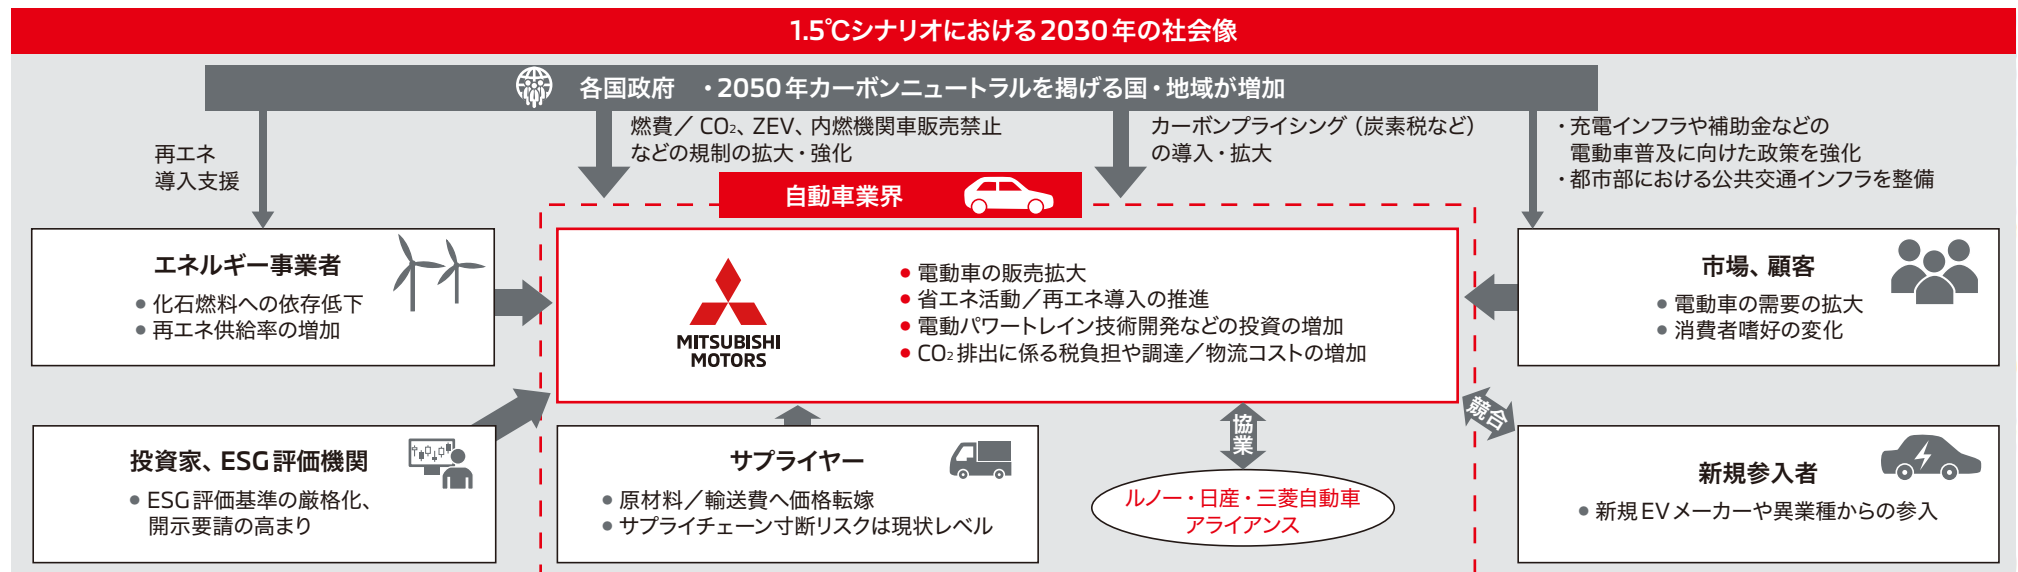 1.5℃シナリオにおける2030年の社会像
各国政府 ・2050年カーボンニュートラルを掲げる国・地域が増加
再エネ
導入支援
燃費／CO₂、ZEV、内燃機関車販売禁止
などの規制の拡大・強化
カーボンプライシング（炭素税など）
の導入・拡大
・充電インフラや補助金などの
電動車普及に向けた政策を強化
・都市部における公共交通インフラを整備
自動車業界
エネルギー事業者
● 化石燃料への依存低下
● 再エネ供給率の増加
MITSUBISHI
MOTORS
● 電動車の販売拡大
● 省エネ活動／再エネ導入の推進
● 電動パワートレイン技術開発などの投資の増加
● CO₂排出に係る税負担や調達／物流コストの増加
市場、顧客
● 電動車の需要の拡大
● 消費者嗜好の変化
投資家、ESG評価機関
● ESG評価基準の厳格化、
開示要請の高まり
サプライヤー
● 原材料／輸送費へ価格転嫁
● サプライチェーン寸断リスクは現状レベル
協業
ルノー・日産・三菱自動車
アライアンス
競合
新規参入者
● 新規EVメーカーや異業種からの参入